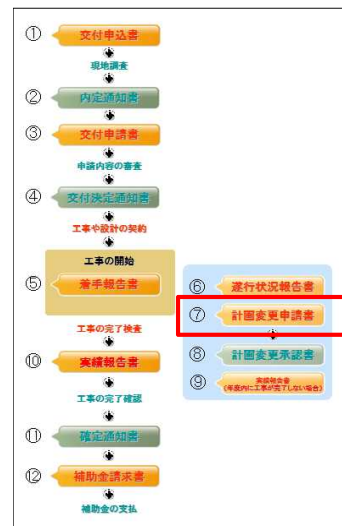 ① 交付申込書
現地調査
② 内定通知書
③ 交付申請書
申請内容の審査
④ 交付決定通知書
工事や設計の契約
工事の開始
⑤ 着手報告書
工事の完了検査
⑩ 実績報告書
工事の完了確認
⑪ 確定通知書
⑫ 補助金請求書
補助金の支払
⑥ 遂行状況報告書
⑦ 計画変更申請書
⑧ 計画変更承認書
⑨ 実績報告書
(年度内に工事が完了しない場合)